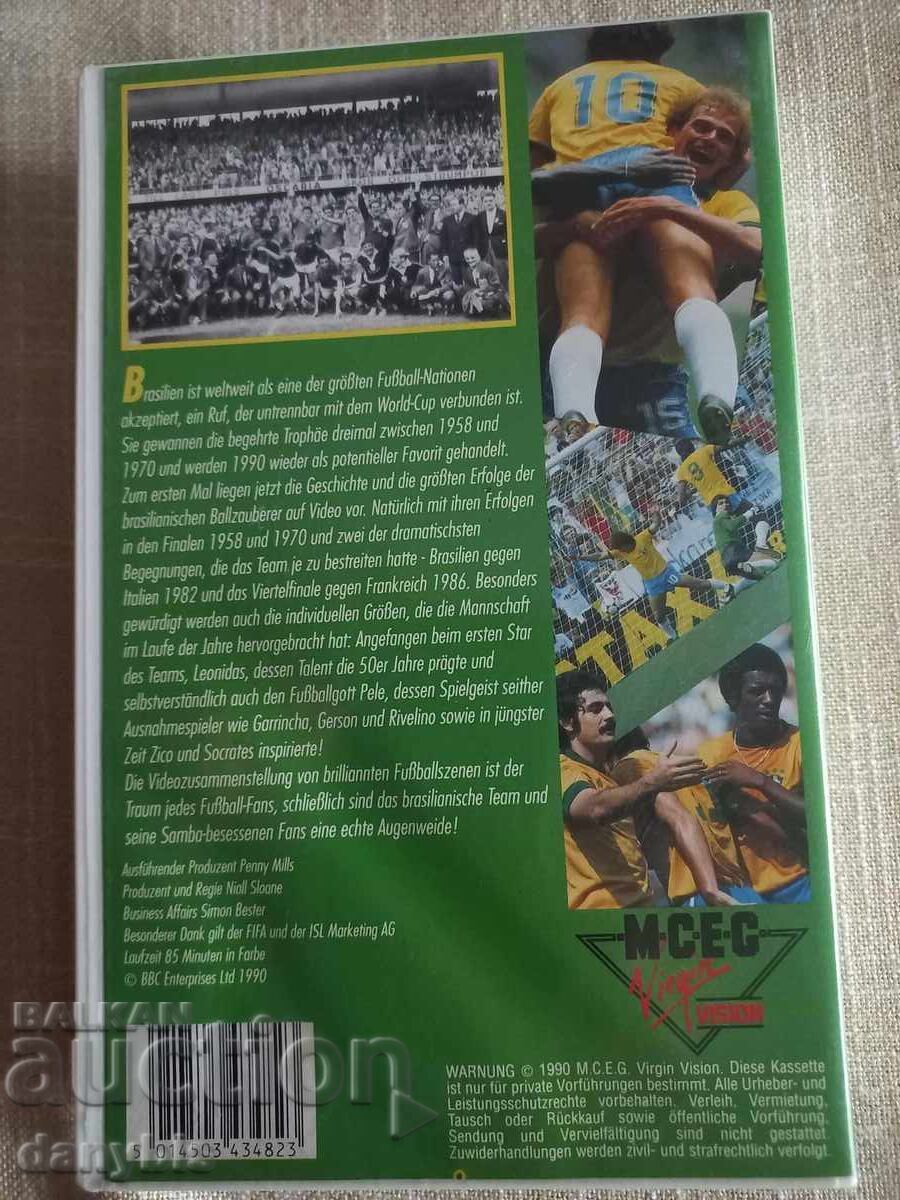 10
15
9
Brasilien ist weltweit als eine der größten Fußball-Nationen
akzeptiert, ein Ruf, der untrennbar mit dem World-Cup verbunden ist.
Sie gewannen die begehrte Trophäe dreimal zwischen 1958 und
1970 und werden 1990 wieder als potentieller Favorit gehandelt.
Zum ersten Mal liegen jetzt die Geschichte und die größten Erfolge der
brasilianischen Ballzauberer auf Video vor. Natürlich mit ihren Erfolgen
in den Finalen 1958 und 1970 und zwei der dramatischsten
Begegnungen, die das Team je zu bestreiten hatte - Brasilien gegen
Italien 1982 und das Viertelfinale gegen Frankreich 1986. Besonders
gewürdigt werden auch die individuellen Größen, die die Mannschaft
im Laufe der Jahre hervorgebracht hat: Angefangen beim ersten Star
des Teams, Leonidas, dessen Talent die 50er Jahre prägte und
selbstverständlich auch den Fußballgott Pele, dessen Spielgeist seither
Ausnahmespieler wie Garrincha, Gerson und Rivelino sowie in jüngster
Zeit Zico und Socrates inspirierte!
Die Videozusammenstellung von brilliannten Fußballszenen ist der
Traum jedes Fußball-Fans, schließlich sind das brasilianische Team und
seine Samba-besessenen Fans eine echte Augenweide!
Ausführender Produzent Penny Mills
Produzent und Regie Niall Sloane
Business Affairs Simon Bester
Besonderer Dank gilt der FIFA und der ISL Marketing AG
Laufzeit 85 Minuten in Farbe
© BBC Enterprises Ltd 1990
M·C·E·G
Virgin
VISION
BALKAN
auction
danybis
5 014503 434823
WARNUNG © 1990 M.C.E.G. Virgin Vision. Diese Kassette
ist nur für private Vorführungen bestimmt. Alle Urheber- und
Leistungsschutzrechte vorbehalten. Verleih, Vermietung,
Tausch oder Rückkauf sowie öffentliche Vorführung,
Sendung und Vervielfältigung sind nicht gestattet.
Zuwiderhandlungen werden zivil- und strafrechtlich verfolgt.